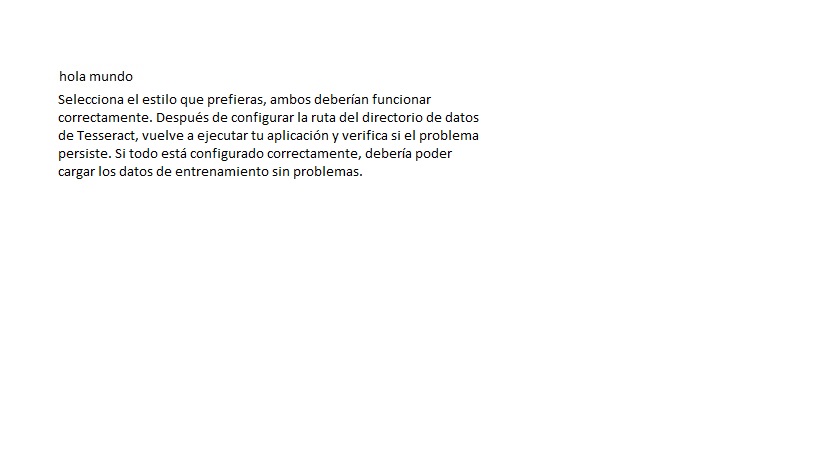 hola mundo
Selecciona el estilo que prefieras, ambos deberían funcionar
correctamente. Después de configurar la ruta del directorio de datos
de Tesseract, vuelve a ejecutar tu aplicación y verifica si el problema
persiste. Si todo está configurado correctamente, debería poder
cargar los datos de entrenamiento sin problemas.